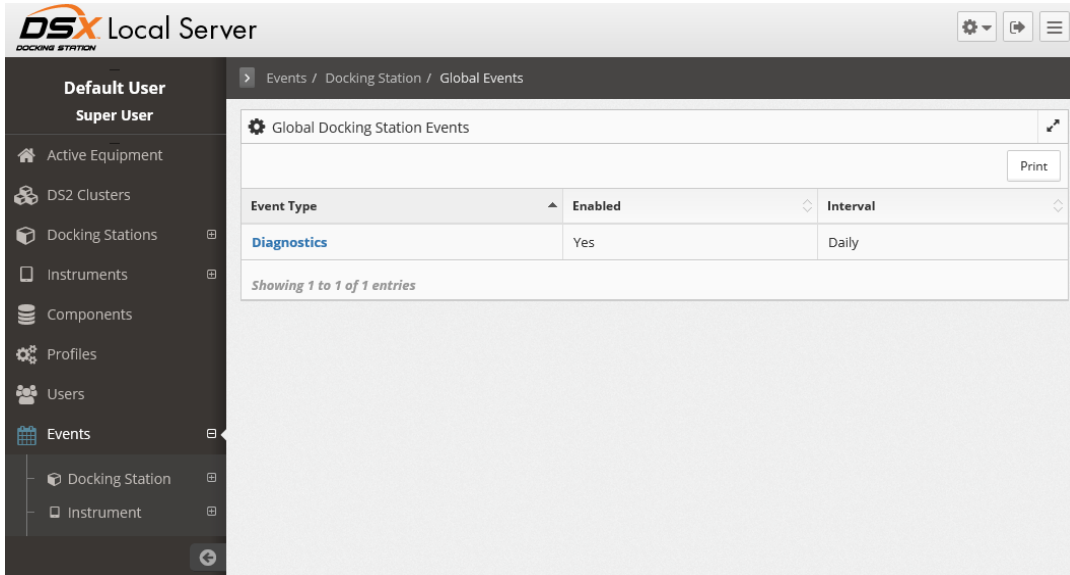 DSX Local Server
DOCKING STATION
Default User
Super User
Active Equipment
DS2 Clusters
Docking Stations
Instruments
Components
Profiles
Users
Events
Docking Station
Instrument
Events / Docking Station / Global Events
Global Docking Station Events
Print
Event Type Enabled Interval
Diagnostics Yes Daily
Showing 1 to 1 of 1 entries